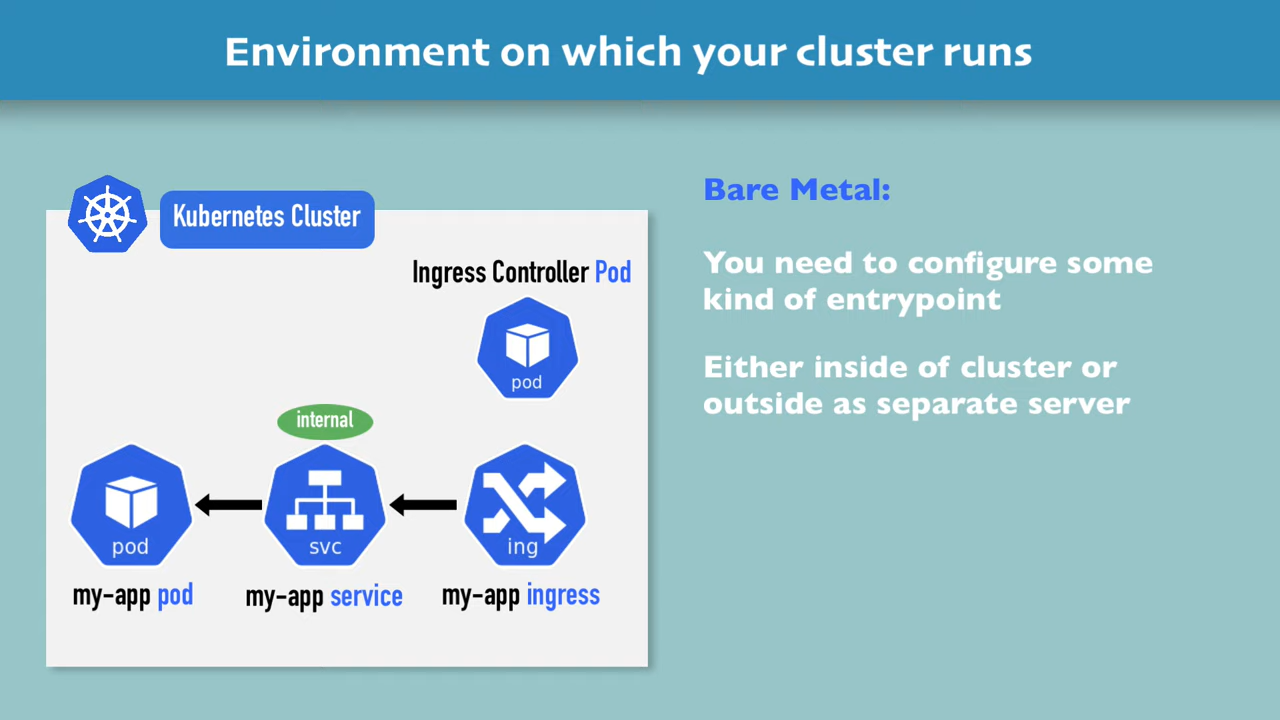 Environment on which your cluster runs
Kubernetes Cluster
Ingress Controller Pod
pod
internal
pod
svc
ing
my-app pod
my-app service
my-app ingress
Bare Metal:
You need to configure some
kind of entrypoint
Either inside of cluster or
outside as separate server